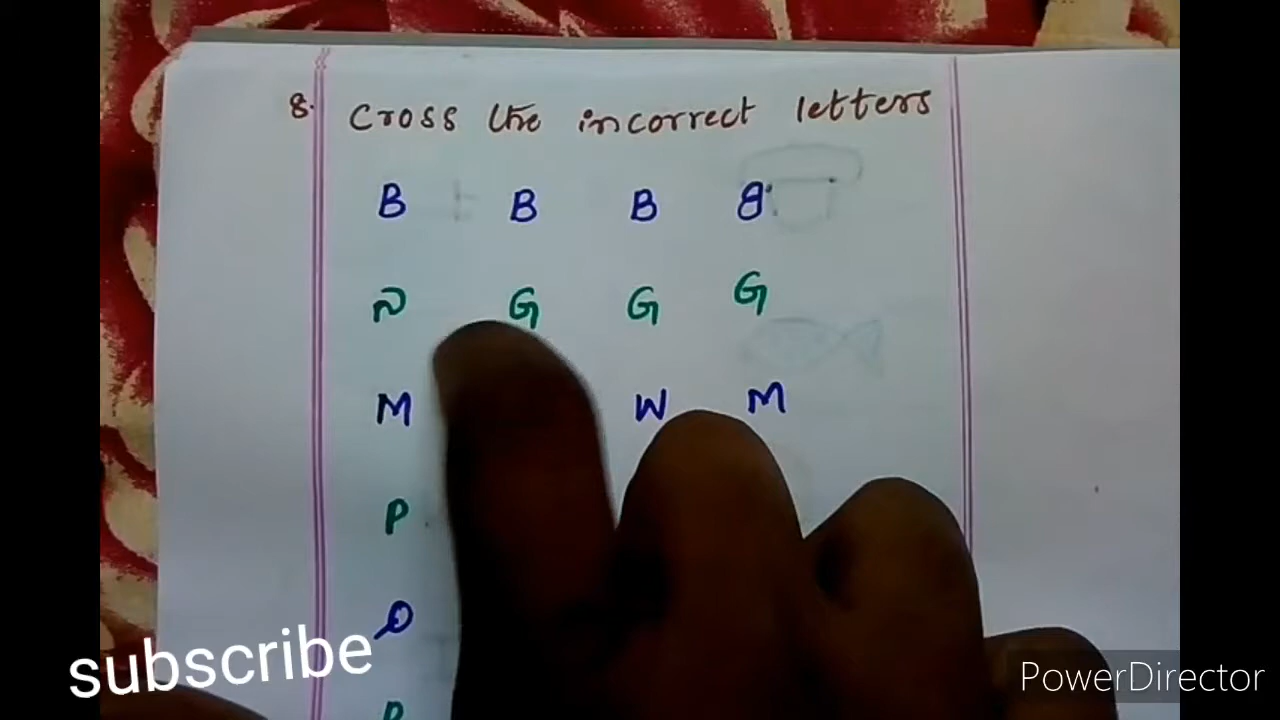 8. Cross the incorrect letters
B B B 8
G G G
M W M
P
subscribe
PowerDirector